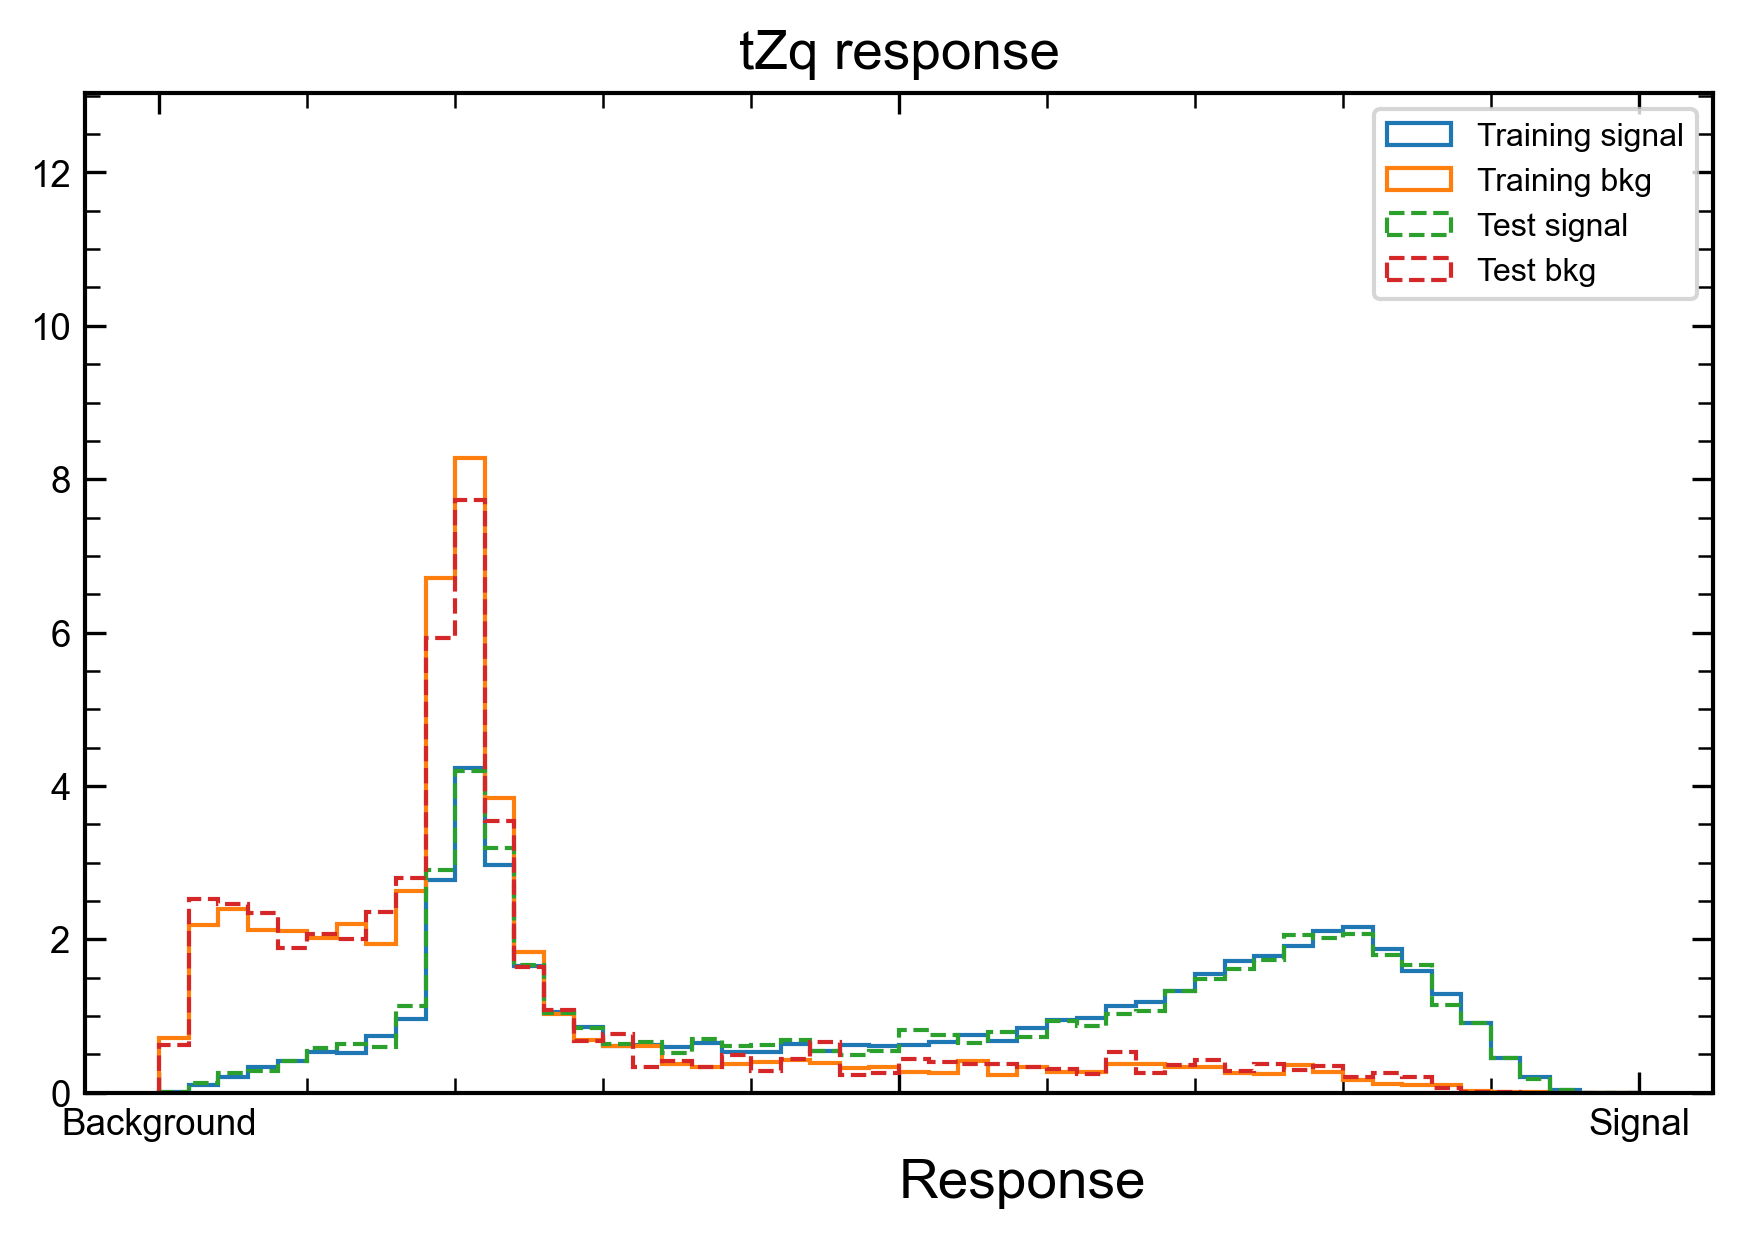 tZq response
Training signal
Training bkg
Test signal
Test bkg
12
10
8
6
4
2
0
Background
Signal
Response